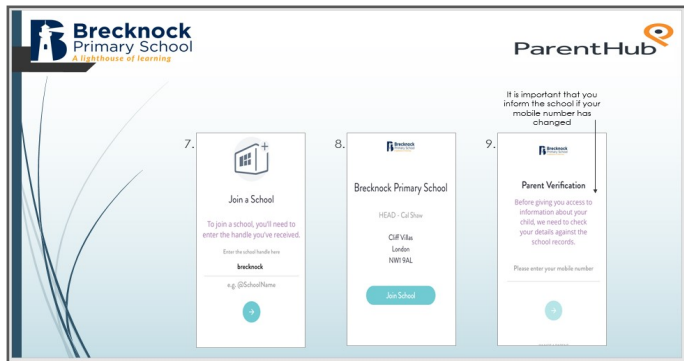 Brecknock
Primary School
A lighthouse of learning
ParentHub
It is important that you
inform the school if your
mobile number has
changed
7.
Join a School
To join a school, you'll need to
enter the handle you've received.
Enter the school handle here
brecknock
e.g. @SchoolName
8.
Brecknock
Primary School
Brecknock Primary School
HEAD - Cal Shaw
Cliff Villas
London
NW1 9AL
Join School
9.
Brecknock
Primary School
Parent Verification
Before giving you access to
information about your
child, we need to check
your details against the
school records.
Please enter your mobile number